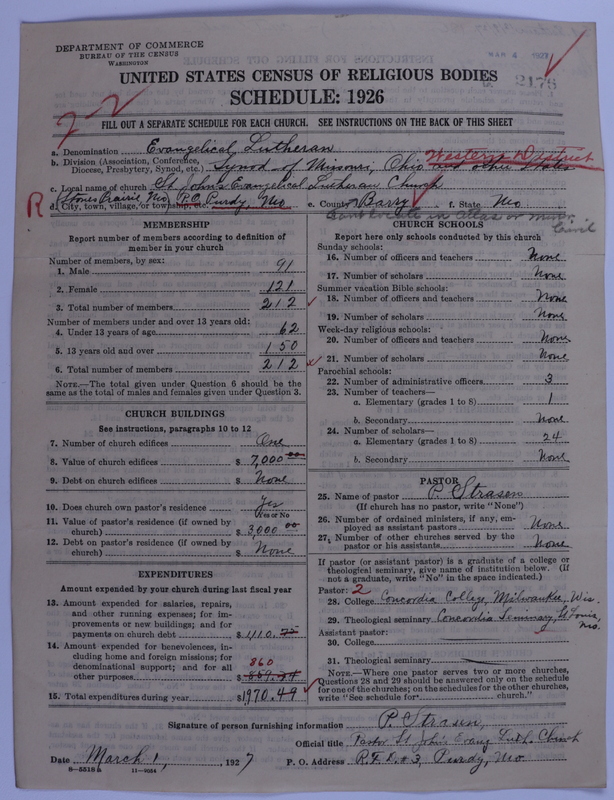 DEPARTMENT OF COMMERCE
BUREAU OF THE CENSUS
WASHINGTON
MAR 4 1927
2178
UNITED STATES CENSUS OF RELIGIOUS BODIES
SCHEDULE: 1926
FILL OUT A SEPARATE SCHEDULE FOR EACH CHURCH. SEE INSTRUCTIONS ON THE BACK OF THIS SHEET
a. Denomination Evangelical Lutheran
b. Division (Association, Conference, Diocese, Presbytery, Synod, etc.) Synod of Missouri, Ohio and other States
Western District
c. Local name of church St. John's Evangelical Lutheran Church
R
d. City, town, village, or township, etc. Stones Prairie, Mo, P.O. Purdy, Mo e. County Barry f. State Mo
Cant locate in atlas or minor Civil
MEMBERSHIP
Report number of members according to definition of member in your church
Number of members, by sex:
1. Male 91
2. Female 121
3. Total number of members 212
Number of members under and over 13 years old:
4. Under 13 years of age 62
5. 13 years old and over 150
6. Total number of members 212
NOTE.—The total given under Question 6 should be the same as the total of males and females given under Question 3.
CHURCH BUILDINGS
See instructions, paragraphs 10 to 12
7. Number of church edifices One
8. Value of church edifices $ 7,000 00
9. Debt on church edifices $ None
10. Does church own pastor's residence Yes
Yes or No
11. Value of pastor's residence (if owned by church) $ 3000 00
12. Debt on pastor's residence (if owned by church) $ None
EXPENDITURES
Amount expended by your church during last fiscal year
13. Amount expended for salaries, repairs, and other running expenses; for improvements or new buildings; and for payments on church debt $ 1110.75
14. Amount expended for benevolences, including home and foreign missions; for denominational support; and for all other purposes $
860
15. Total expenditures during year $ 1970.49
CHURCH SCHOOLS
Report here only schools conducted by this church
Sunday schools:
16. Number of officers and teachers None
17. Number of scholars None
Summer vacation Bible schools:
18. Number of officers and teachers None
19. Number of scholars None
Week-day religious schools:
20. Number of officers and teachers None
21. Number of scholars None
Parochial schools:
22. Number of administrative officers 3
23. Number of teachers—
a. Elementary (grades 1 to 8) 1
b. Secondary None
24. Number of scholars—
a. Elementary (grades 1 to 8) 24
b. Secondary None
PASTOR
25. Name of pastor P. C. Strasen
(If church has no pastor, write "None")
26. Number of ordained ministers, if any, employed as assistant pastors None
27. Number of other churches served by the pastor or his assistants None
If pastor (or assistant pastor) is a graduate of a college or theological seminary, give name of institution below. (If not a graduate, write "No" in the space indicated.)
Pastor: 2
28. College Concordia College, Milwaukee, Wis.
29. Theological seminary Concordia Seminary, St. Louis, Mo.
Assistant pastor:
30. College
31. Theological seminary
NOTE.—Where one pastor serves two or more churches, Questions 28 and 29 should be answered only on the schedule for one of the churches; on the schedules for the other churches, write "See schedule for church."
Signature of person furnishing information P. C. Strasen,
Official title Pastor St. John's Evang. Luth. Church
Date March 1, 1927 P. O. Address R.F.D. #3, Purdy, Mo.
8—5518a 11—9054